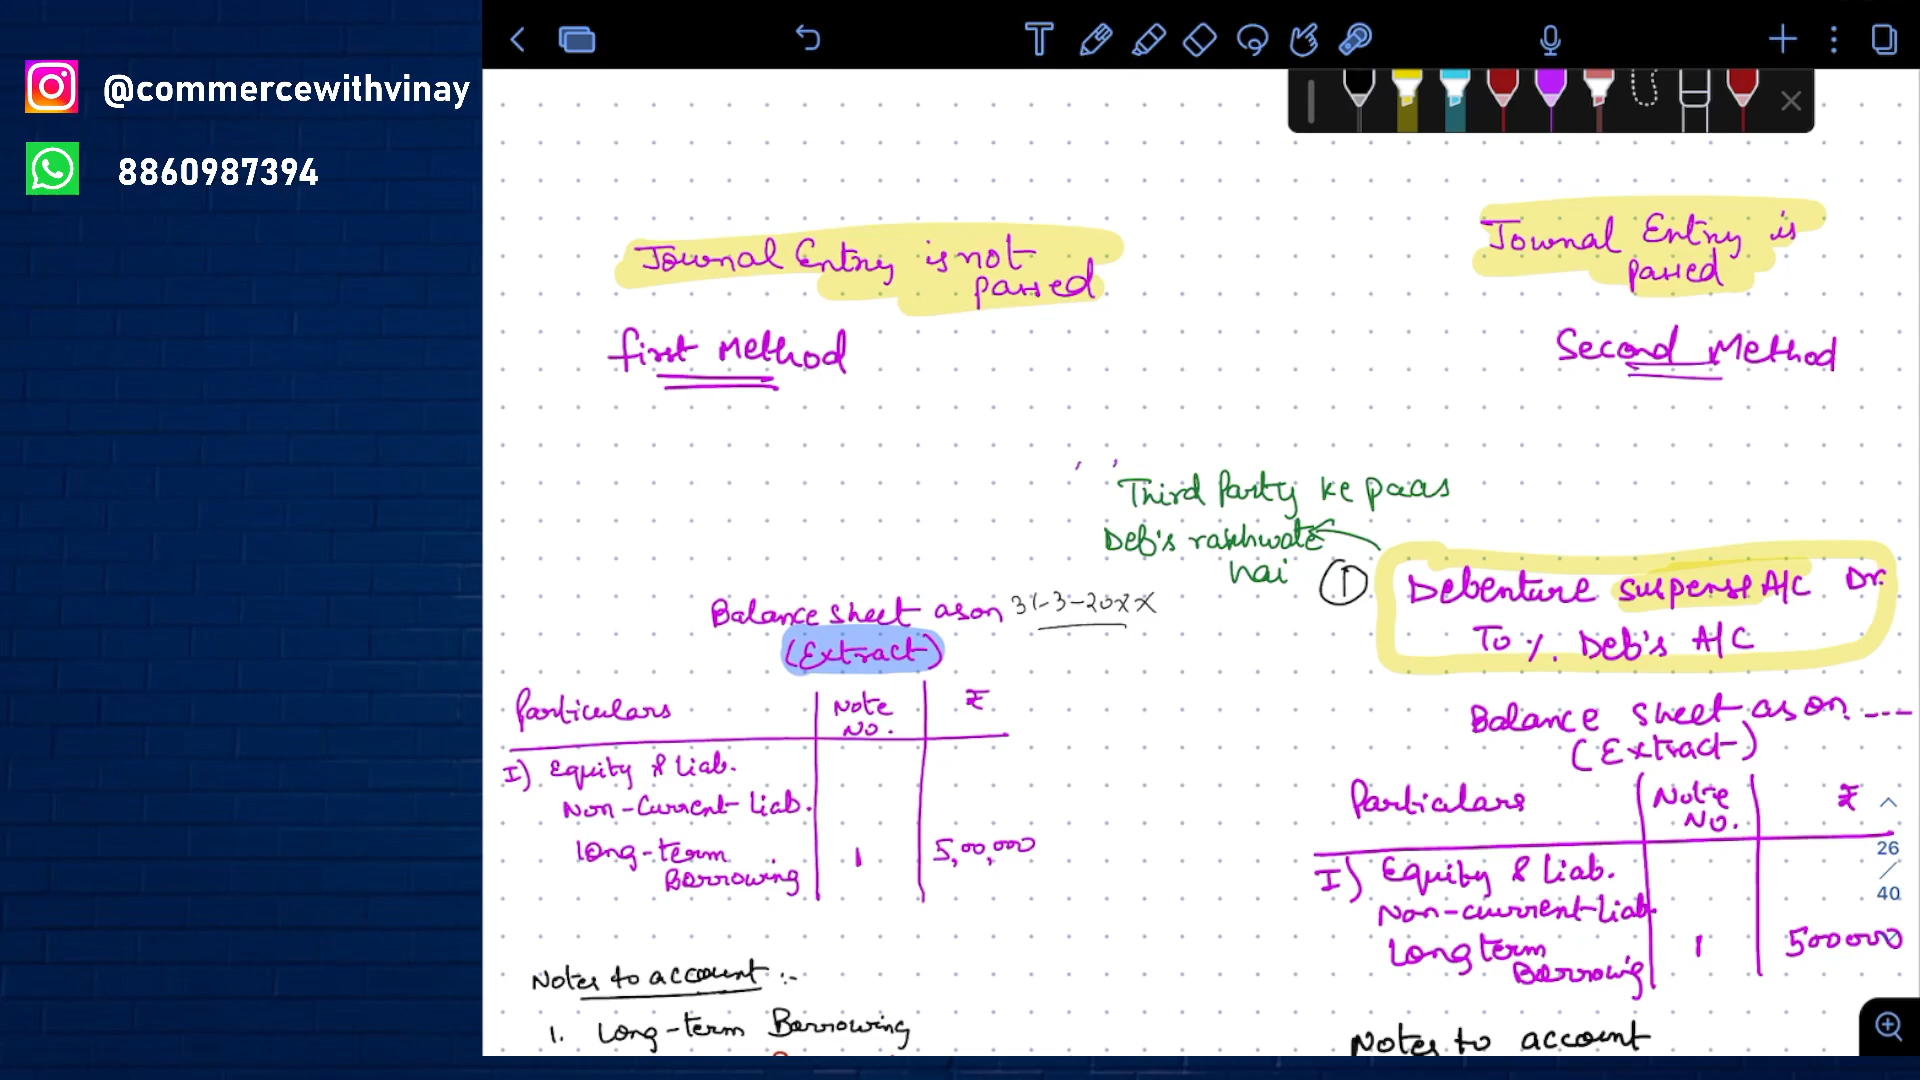 @commercewithvinay
8860987394
Journal Entry is not
passed
First Method
Journal Entry is
passed
Second Method
Third Party ke paas
Deb's rakhwate
hai
①
Debenture suspense A/C Dr.
To %. Deb's A/C
Balance sheet as on 31-3-20XX
(Extract)
Particulars Note No. ₹
I) Equity & Liab.
Non-Current Liab.
Long-term Borrowing 1 5,00,000
Notes to account :-
1. Long-term Borrowing
Balance Sheet as on ---
(Extract)
Particulars Note No. ₹
I) Equity & Liab.
Non-current Liab
Long term Borrowing 1 500000
Notes to account
26
/
40